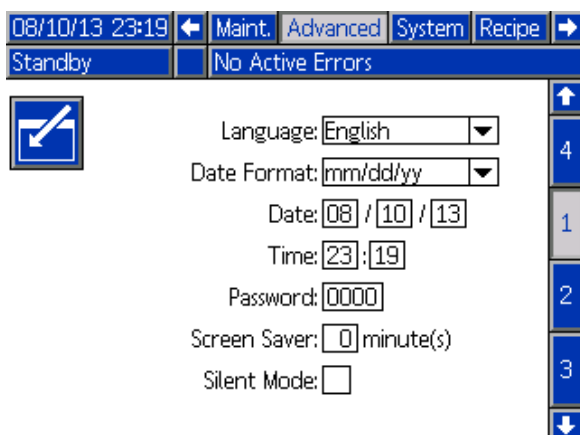 08/10/13 23:19 Maint. Advanced System Recipe
Standby No Active Errors
4
Language: English
Date Format: mm/dd/yy
Date: 08 / 10 / 13
1
Time: 23 : 19
Password: 0000
2
Screen Saver: 0 minute(s)
Silent Mode:
3